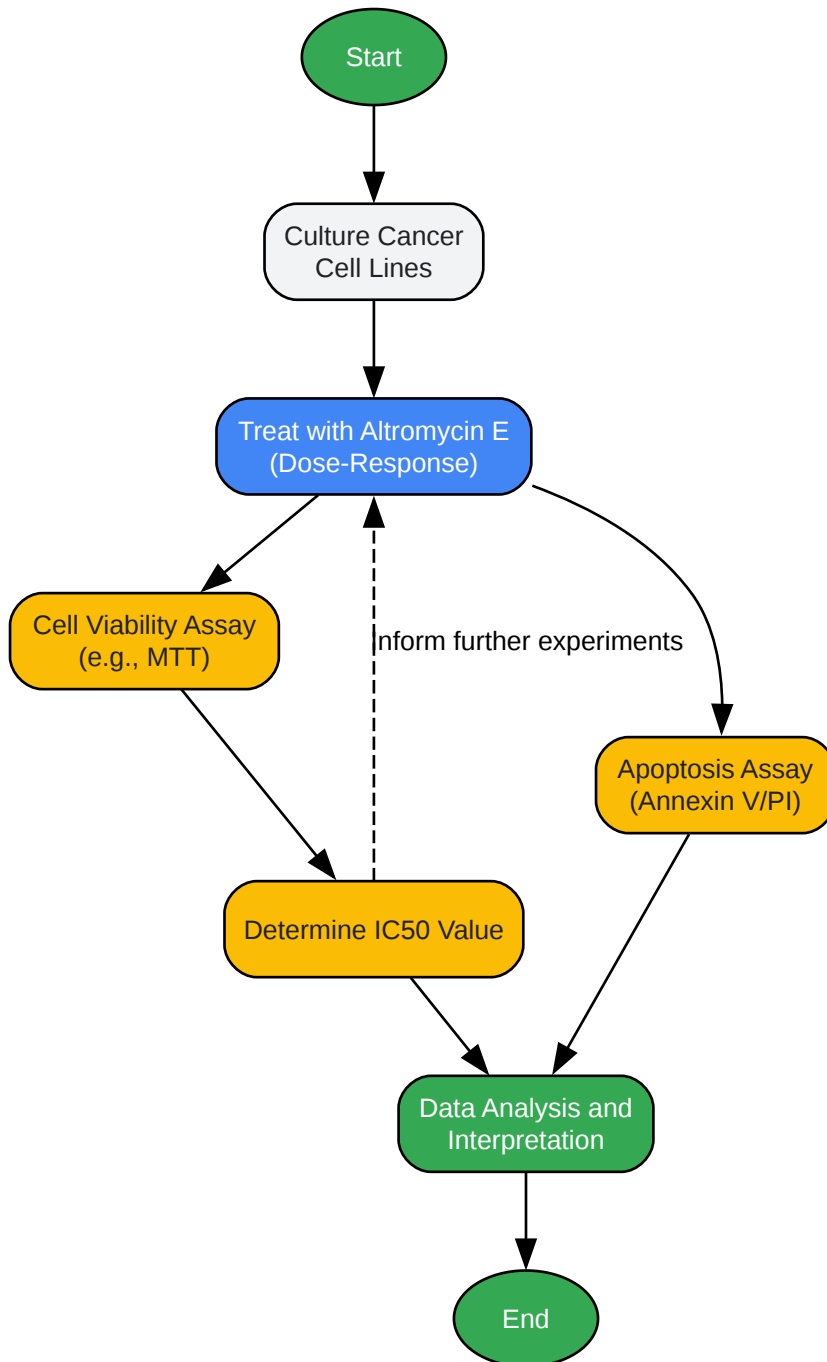 Start
Culture Cancer
Cell Lines
Treat with Altromycin E
(Dose-Response)
Cell Viability Assay
(e.g., MTT)
Inform further experiments
Apoptosis Assay
(Annexin V/PI)
Determine IC50 Value
Data Analysis and
Interpretation
End